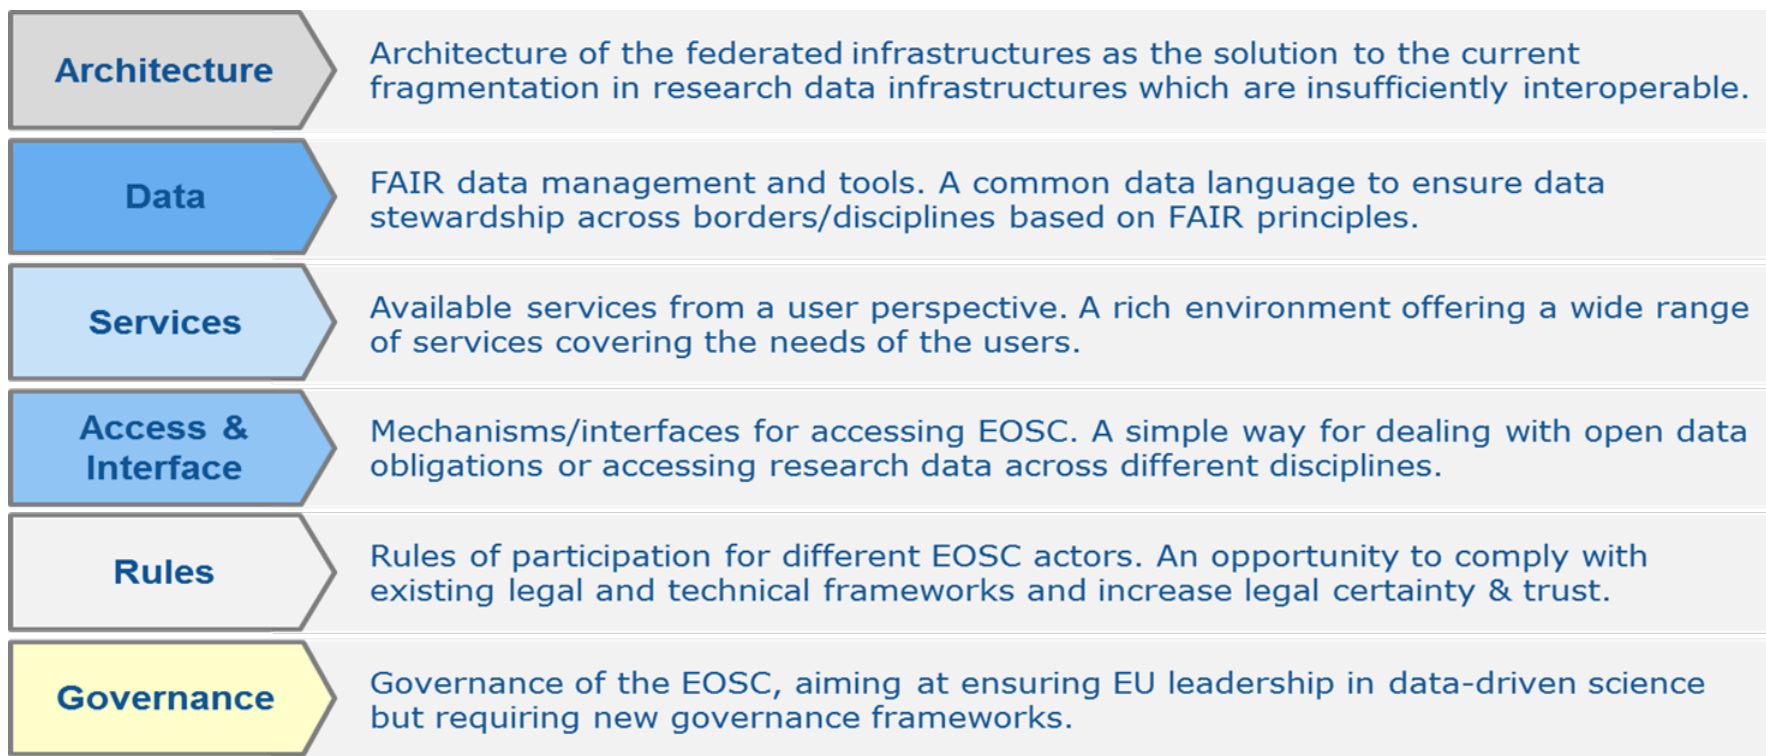 Architecture
Architecture of the federated infrastructures as the solution to the current
fragmentation in research data infrastructures which are insufficiently interoperable.
Data
FAIR data management and tools. A common data language to ensure data
stewardship across borders/disciplines based on FAIR principles.
Services
Available services from a user perspective. A rich environment offering a wide range
of services covering the needs of the users.
Access &
Interface
Mechanisms/interfaces for accessing EOSC. A simple way for dealing with open data
obligations or accessing research data across different disciplines.
Rules
Rules of participation for different EOSC actors. An opportunity to comply with
existing legal and technical frameworks and increase legal certainty & trust.
Governance
Governance of the EOSC, aiming at ensuring EU leadership in data-driven science
but requiring new governance frameworks.